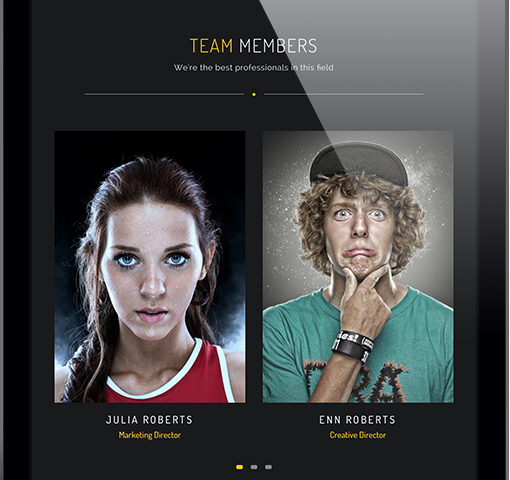 TEAM MEMBERS
We're the best professionals in this field
JULIA ROBERTS
Marketing Director
ENN ROBERTS
Creative Director